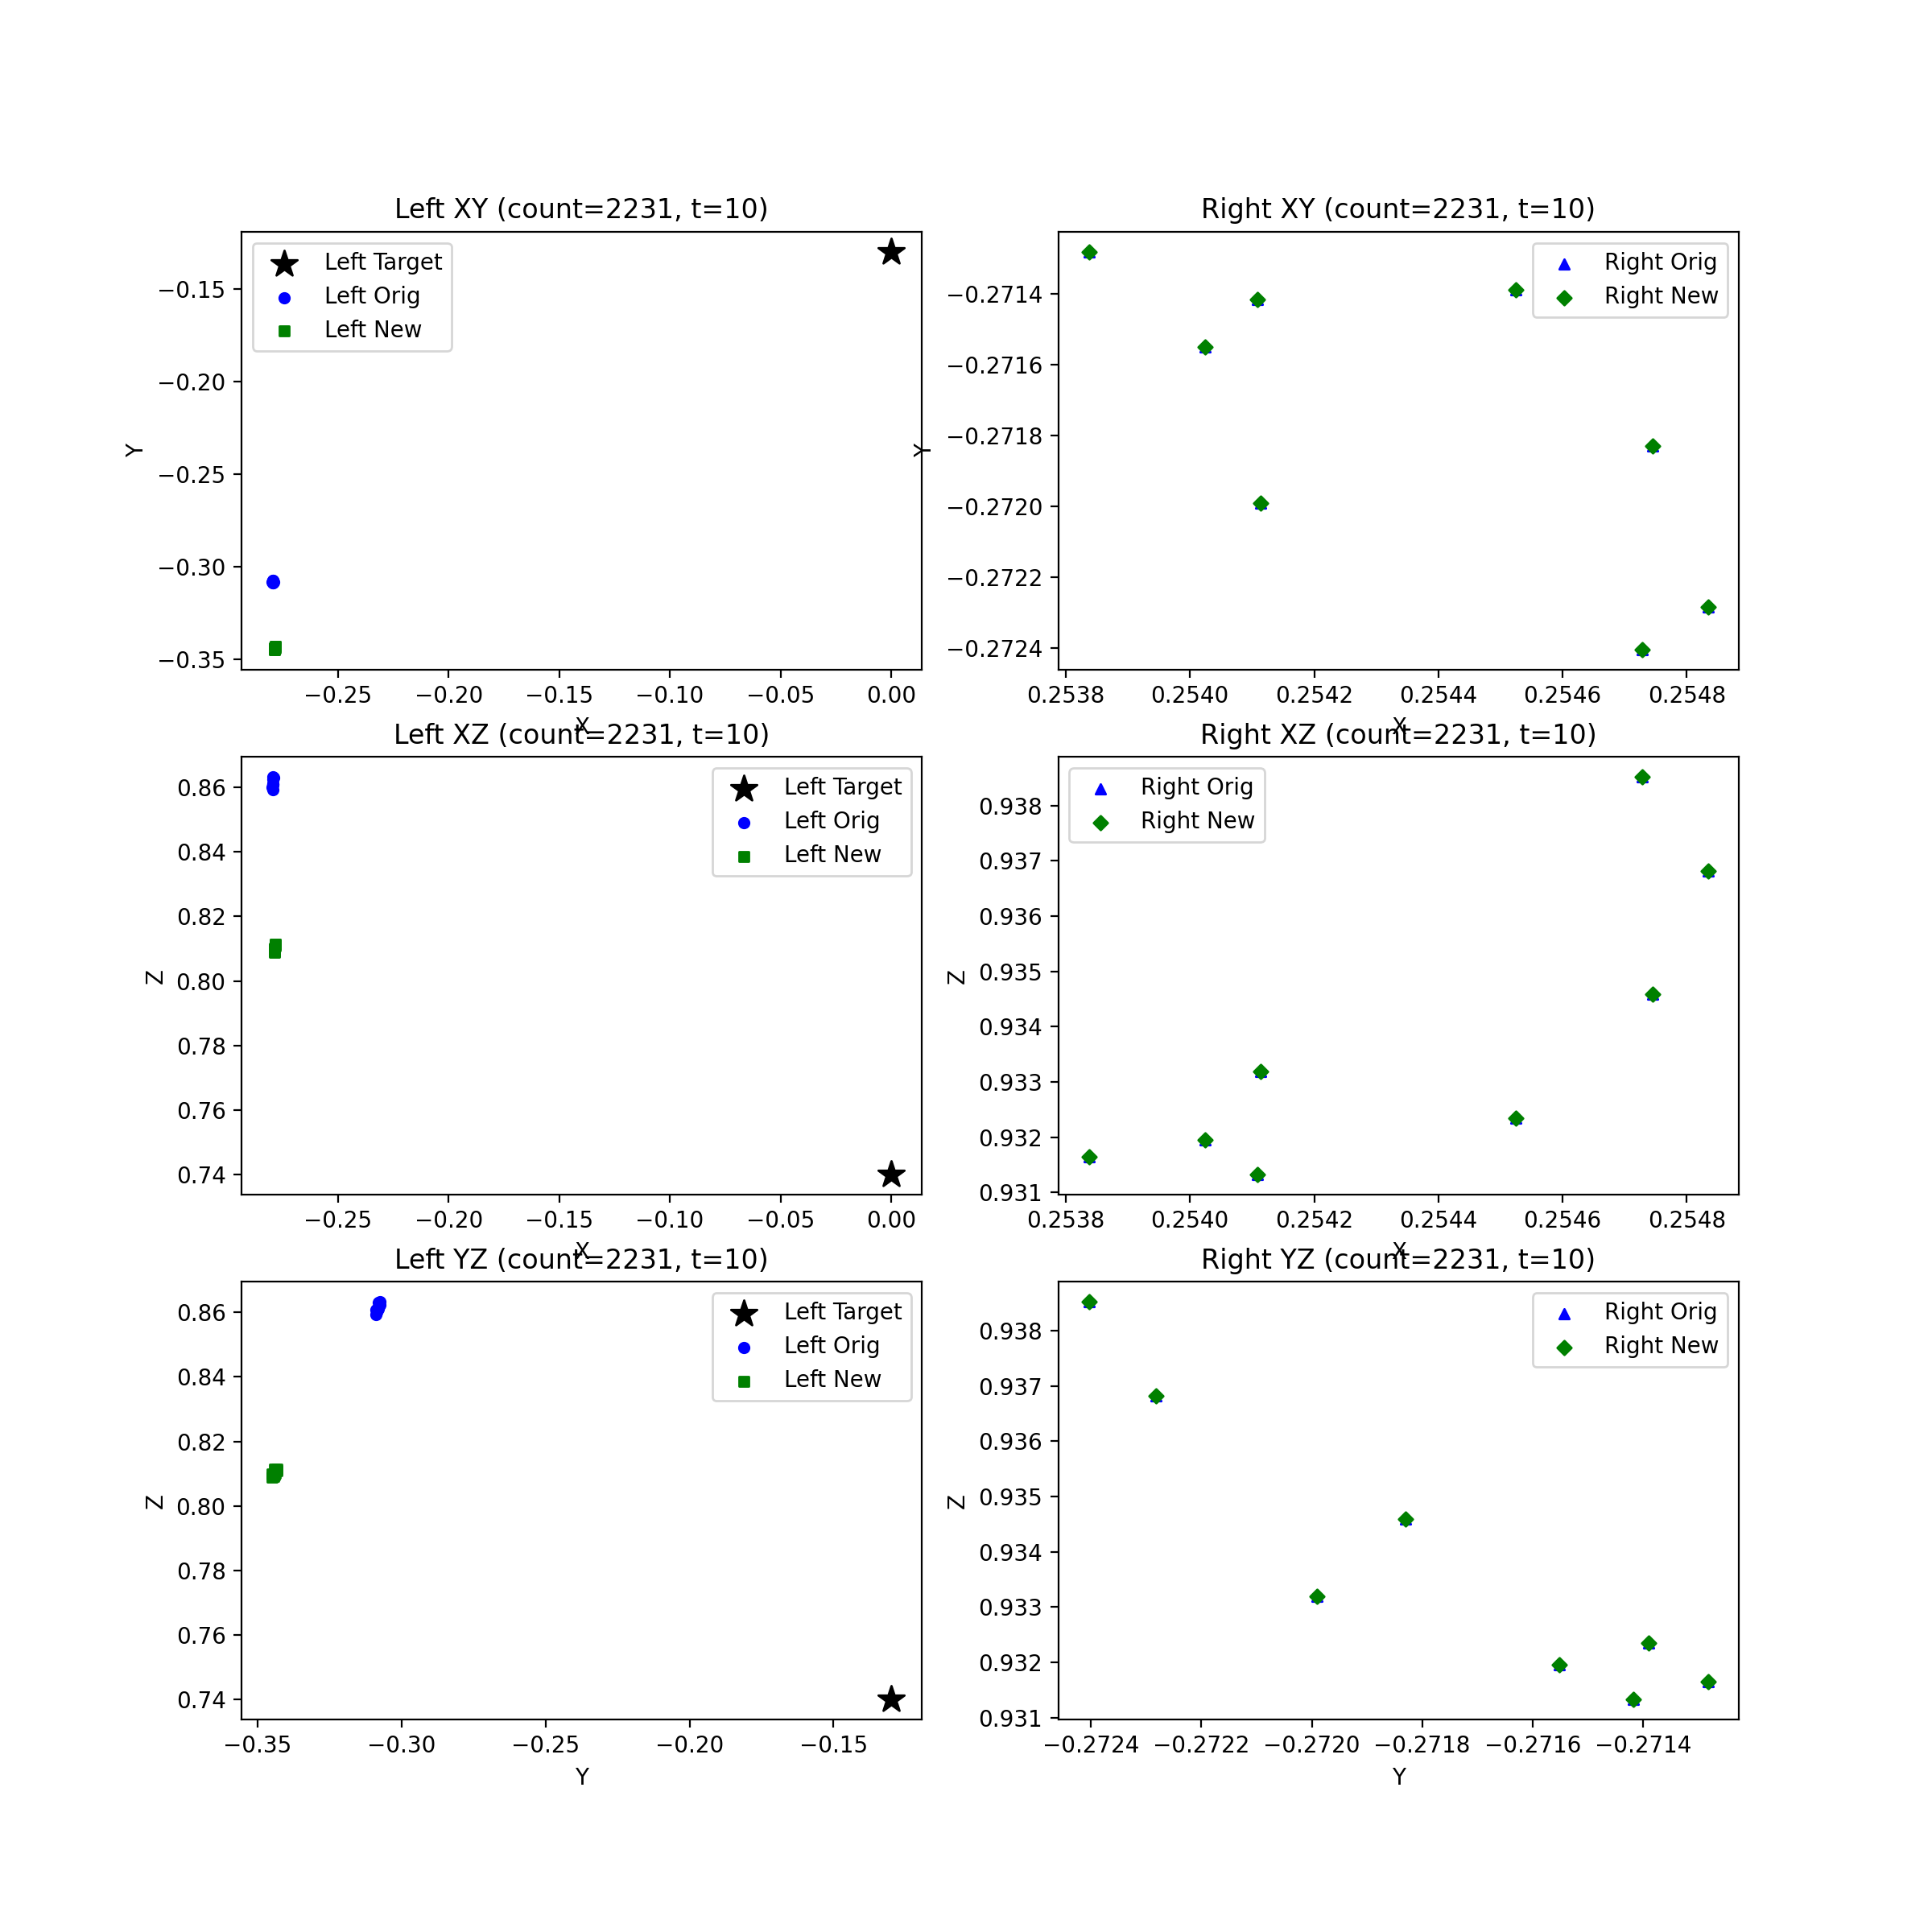 Left XY (count=2231, t=10)
Left Target
Left Orig
Left New
−0.15
−0.20
−0.25
−0.30
−0.35
Y
−0.25 −0.20 −0.15 −0.10 −0.05 0.00
X
Right XY (count=2231, t=10)
Right Orig
Right New
−0.2714
−0.2716
−0.2718
−0.2720
−0.2722
−0.2724
Y
0.2538 0.2540 0.2542 0.2544 0.2546 0.2548
X
Left XZ (count=2231, t=10)
Left Target
Left Orig
Left New
0.86
0.84
0.82
0.80
0.78
0.76
0.74
Z
−0.25 −0.20 −0.15 −0.10 −0.05 0.00
X
Right XZ (count=2231, t=10)
Right Orig
Right New
0.938
0.937
0.936
0.935
0.934
0.933
0.932
0.931
Z
0.2538 0.2540 0.2542 0.2544 0.2546 0.2548
X
Left YZ (count=2231, t=10)
Left Target
Left Orig
Left New
0.86
0.84
0.82
0.80
0.78
0.76
0.74
Z
−0.35 −0.30 −0.25 −0.20 −0.15
Y
Right YZ (count=2231, t=10)
Right Orig
Right New
0.938
0.937
0.936
0.935
0.934
0.933
0.932
0.931
Z
−0.2724 −0.2722 −0.2720 −0.2718 −0.2716 −0.2714
Y